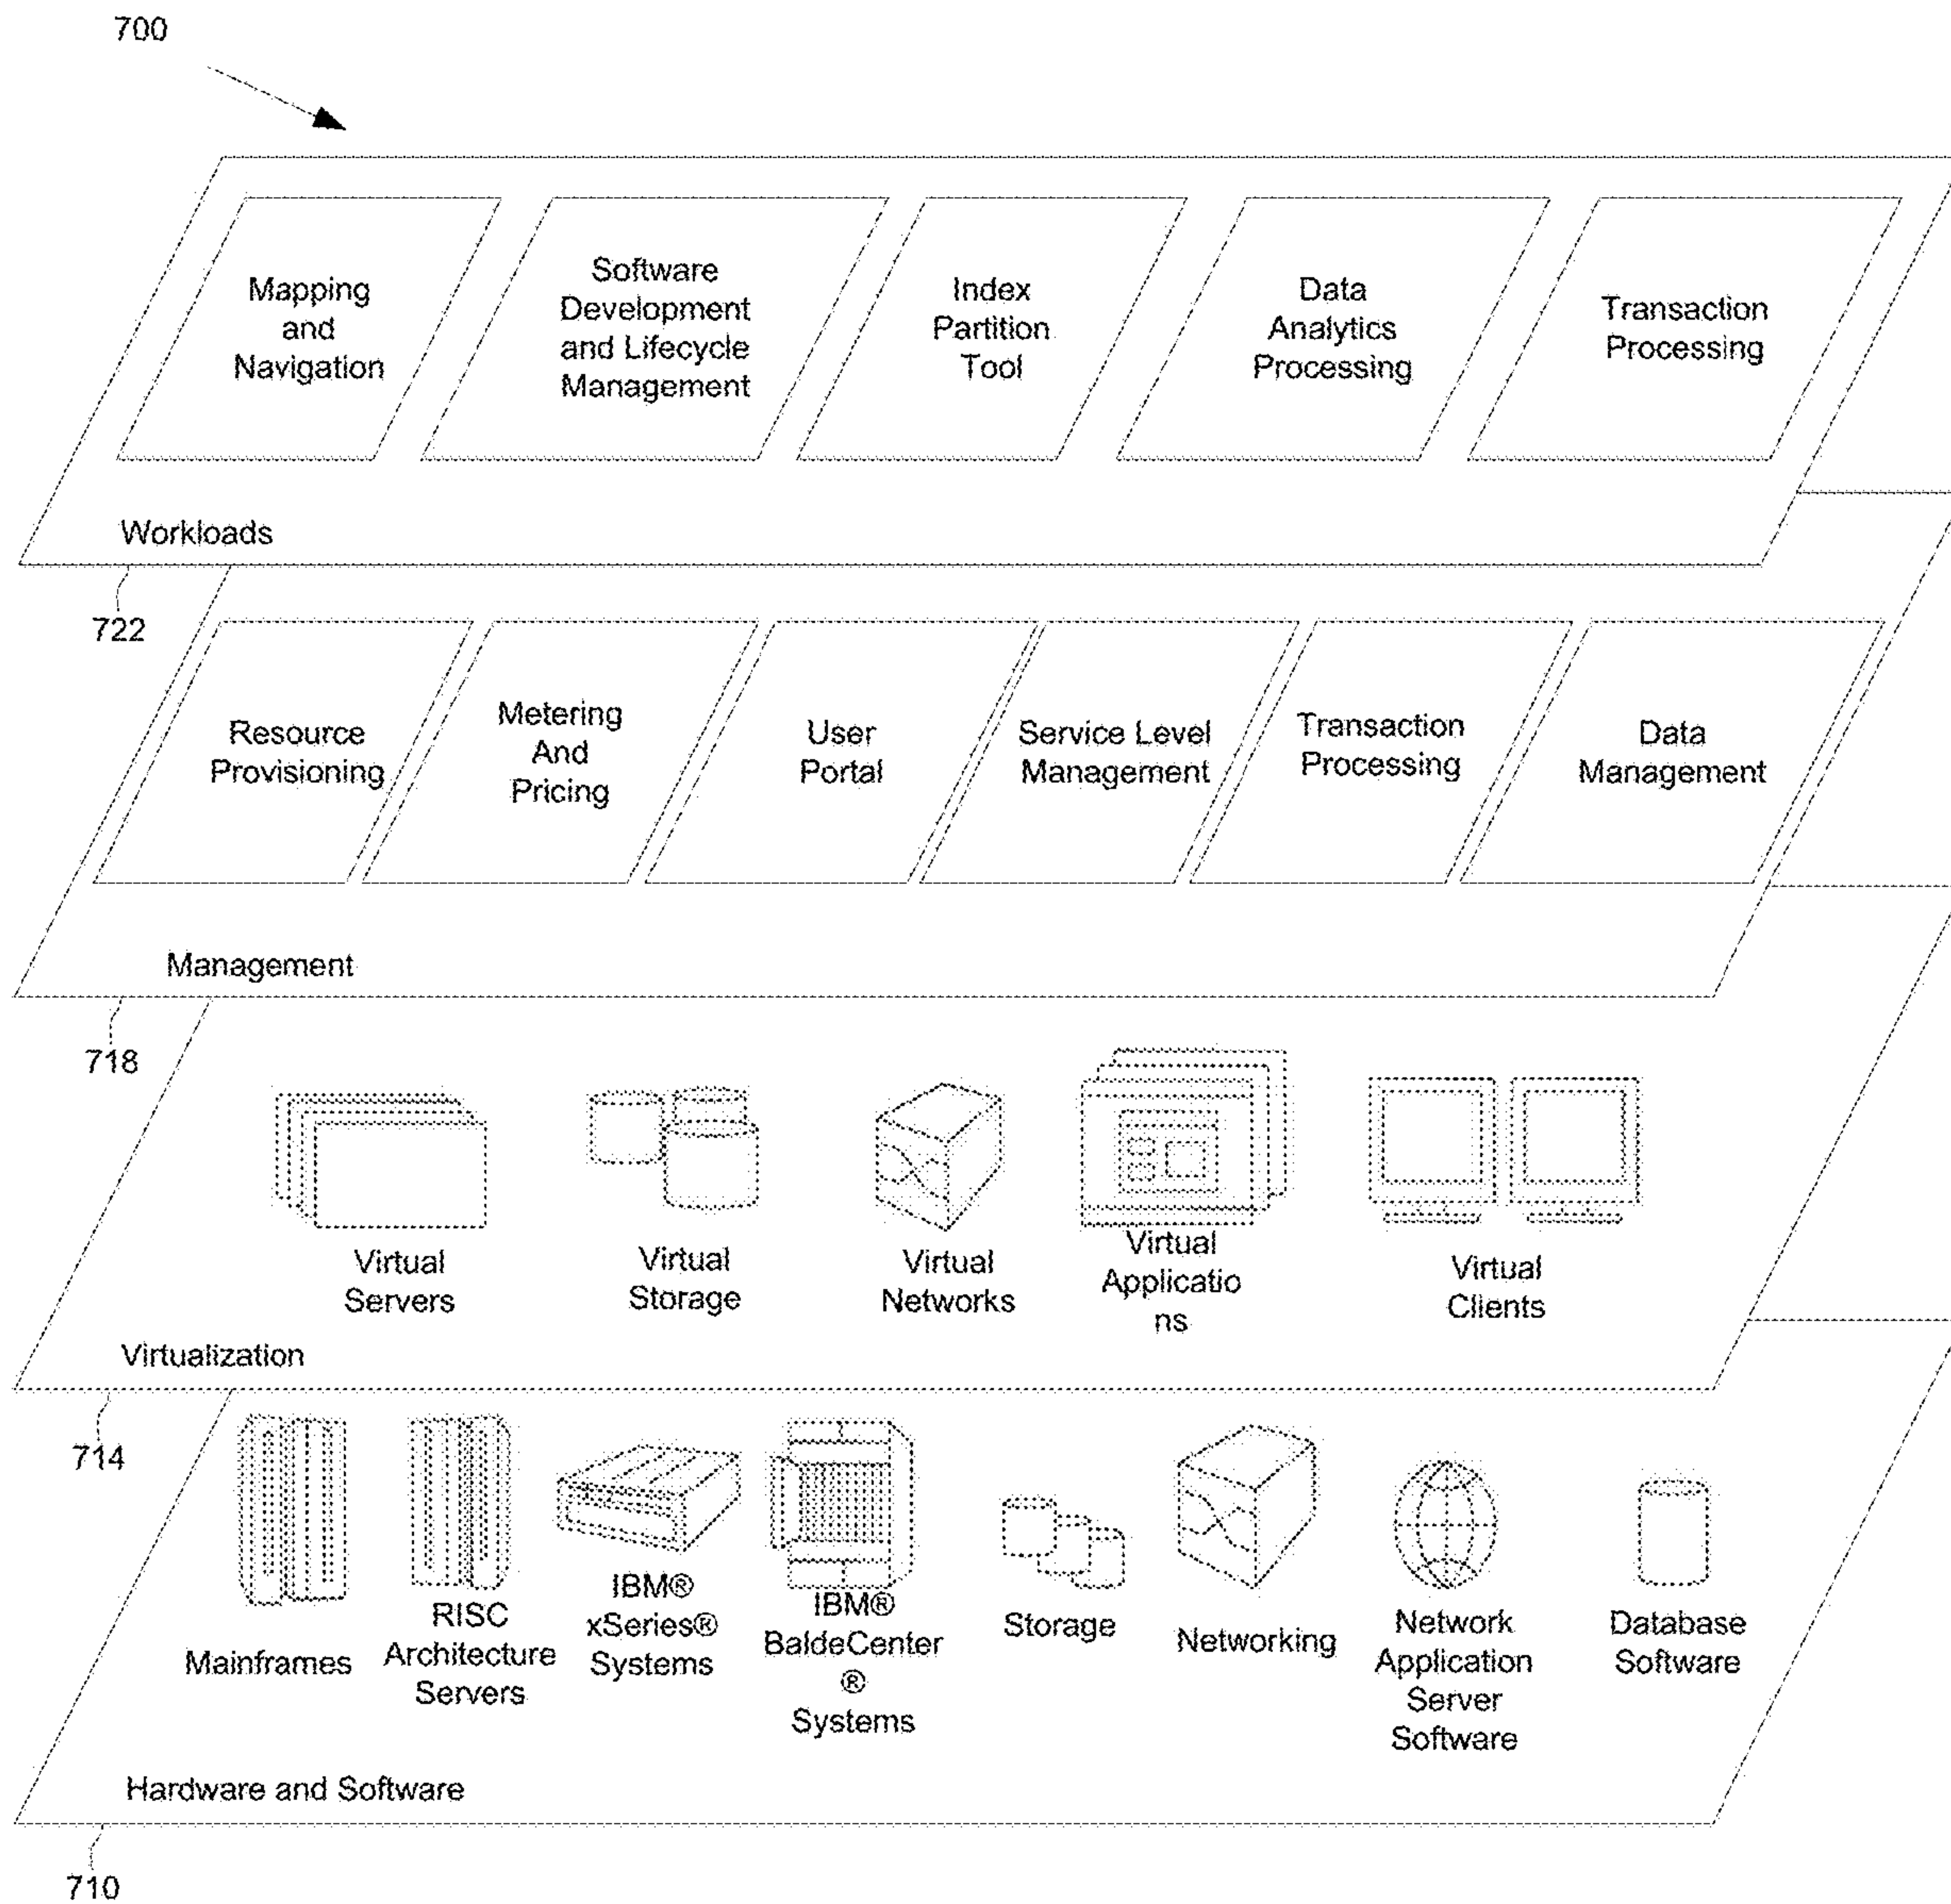 700
Mapping
and
Navigation
Software
Development
and Lifecycle
Management
Index
Partition
Tool
Data
Analytics
Processing
Transaction
Processing
Workloads
722
Resource
Provisioning
Metering
And
Pricing
User
Portal
Service Level
Management
Transaction
Processing
Data
Management
Management
718
Virtual
Servers
Virtual
Storage
Virtual
Networks
Virtual
Applicatio
ns
Virtual
Clients
Virtualization
714
Mainframes
RISC
Architecture
Servers
IBM®
xSeries®
Systems
IBM®
BaldeCenter
®
Systems
Storage
Networking
Network
Application
Server
Software
Database
Software
Hardware and Software
710